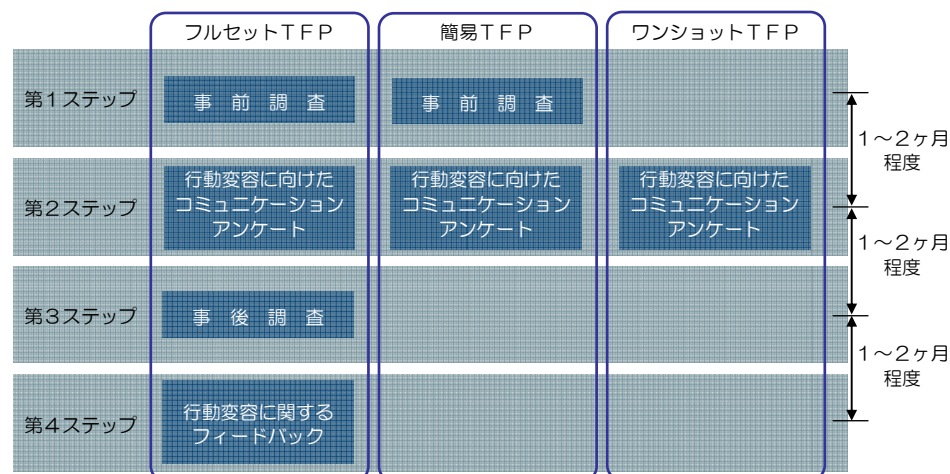 フルセットＴＦＰ
簡易ＴＦＰ
ワンショットＴＦＰ
第１ステップ
事 前 調 査
事 前 調 査
１～２ヶ月
程度
第２ステップ
行動変容に向けた
コミュニケーション
アンケート
行動変容に向けた
コミュニケーション
アンケート
行動変容に向けた
コミュニケーション
アンケート
１～２ヶ月
程度
第３ステップ
事 後 調 査
１～２ヶ月
程度
第４ステップ
行動変容に関する
フィードバック